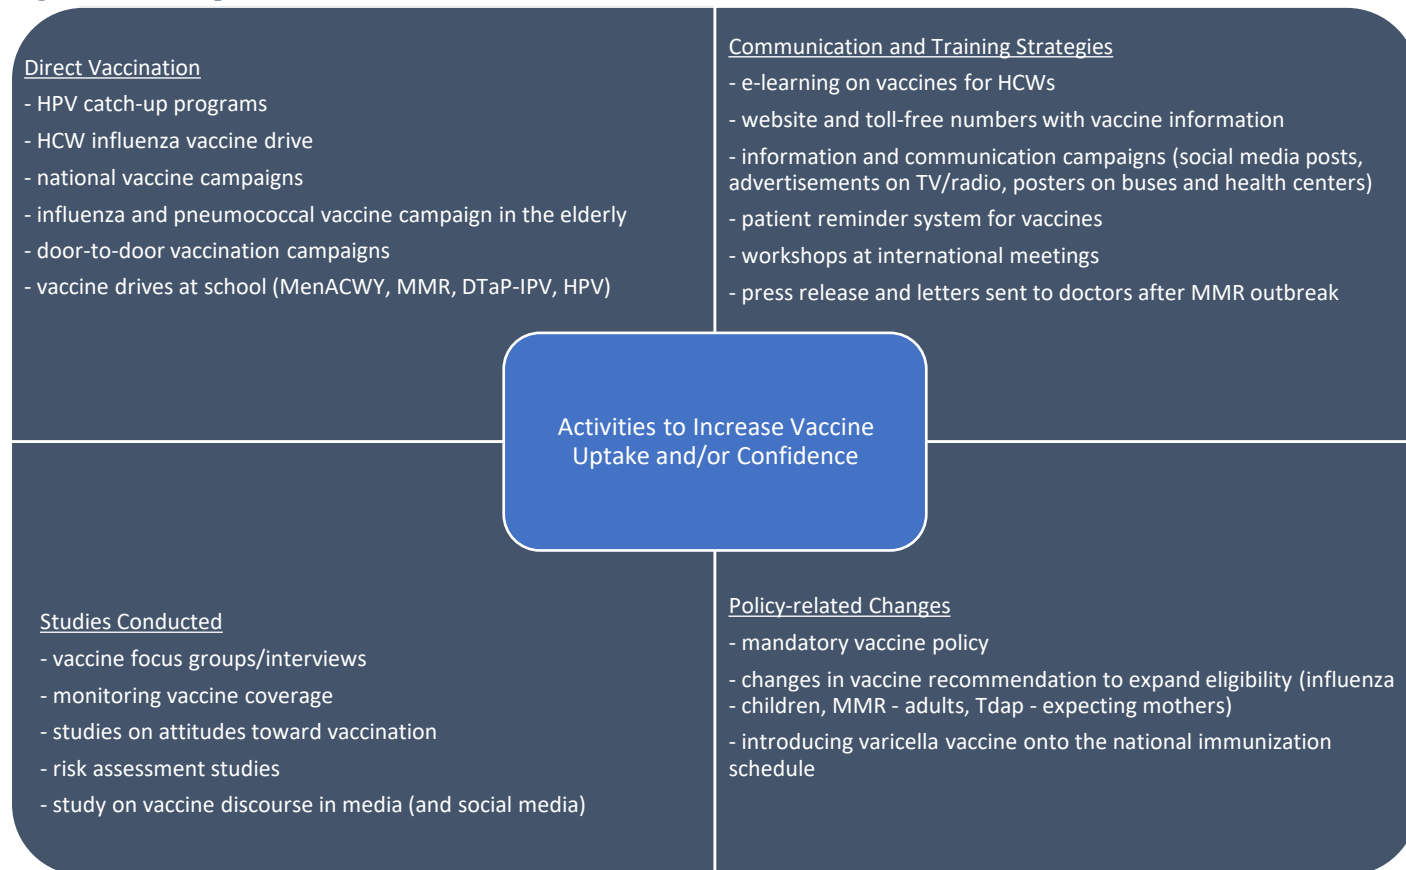 Direct Vaccination
- HPV catch-up programs
- HCW influenza vaccine drive
- national vaccine campaigns
- influenza and pneumococcal vaccine campaign in the elderly
- door-to-door vaccination campaigns
- vaccine drives at school (MenACWY, MMR, DTaP-IPV, HPV)
Communication and Training Strategies
- e-learning on vaccines for HCWs
- website and toll-free numbers with vaccine information
- information and communication campaigns (social media posts,
advertisements on TV/radio, posters on buses and health centers)
- patient reminder system for vaccines
- workshops at international meetings
- press release and letters sent to doctors after MMR outbreak
Activities to Increase Vaccine
Uptake and/or Confidence
Studies Conducted
- vaccine focus groups/interviews
- monitoring vaccine coverage
- studies on attitudes toward vaccination
- risk assessment studies
- study on vaccine discourse in media (and social media)
Policy-related Changes
- mandatory vaccine policy
- changes in vaccine recommendation to expand eligibility (influenza
- children, MMR - adults, Tdap - expecting mothers)
- introducing varicella vaccine onto the national immunization
schedule